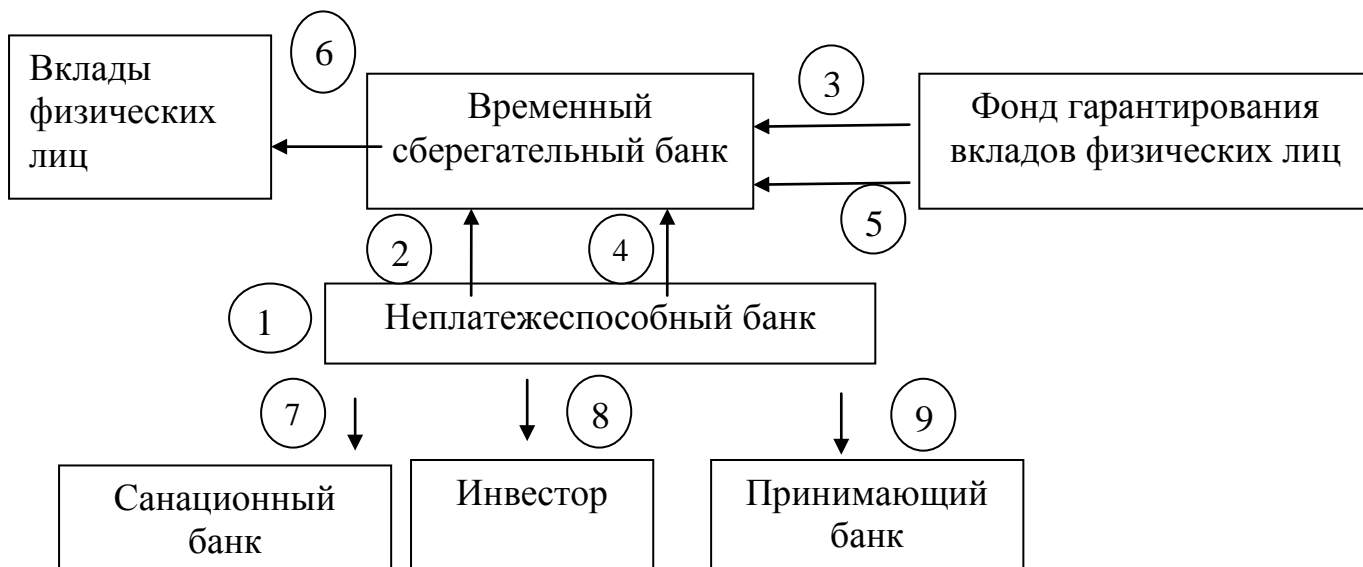 Вклады
физических
лиц
6
Временный
сберегательный банк
3
Фонд гарантирования
вкладов физических лиц
5
2
4
1
Неплатежеспособный банк
7
8
9
Санационный
банк
Инвестор
Принимающий
банк